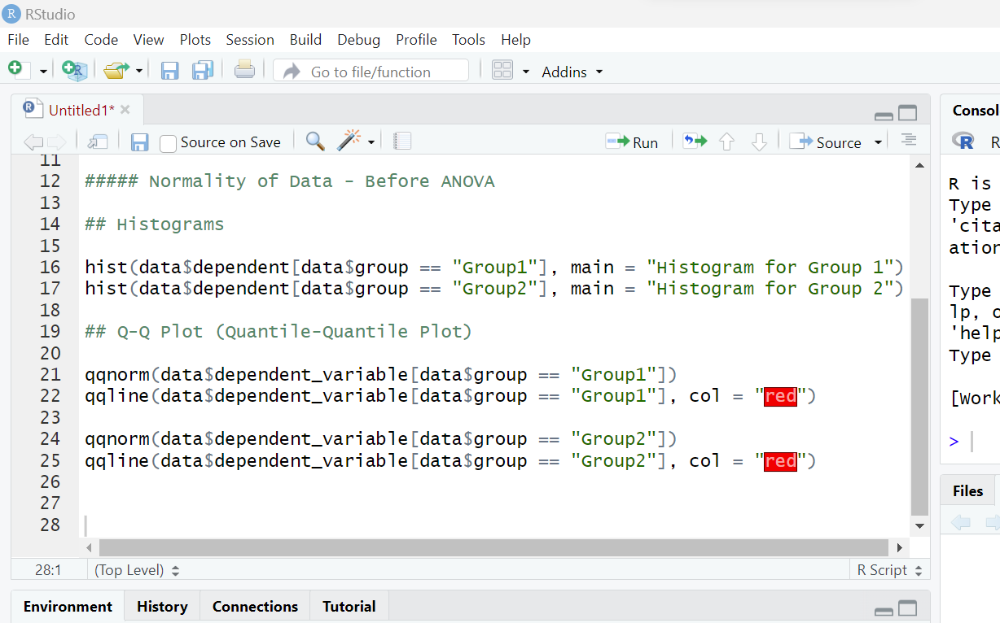 RStudio
File Edit Code View Plots Session Build Debug Profile Tools Help
Go to file/function Addins
Untitled1*
Source on Save Run Source
11
12 ##### Normality of Data - Before ANOVA
13
14 ## Histograms
15
16 hist(data$dependent[data$group == "Group1"], main = "Histogram for Group 1")
17 hist(data$dependent[data$group == "Group2"], main = "Histogram for Group 2")
18
19 ## Q-Q Plot (Quantile-Quantile Plot)
20
21 qqnorm(data$dependent_variable[data$group == "Group1"])
22 qqline(data$dependent_variable[data$group == "Group1"], col = "red")
23
24 qqnorm(data$dependent_variable[data$group == "Group2"])
25 qqline(data$dependent_variable[data$group == "Group2"], col = "red")
26
27
28
28:1 (Top Level) R Script
Environment History Connections Tutorial
Consol
R
R is
Type
'cita
ation
Type
lp, o
'help
Type
[Work
>
Files